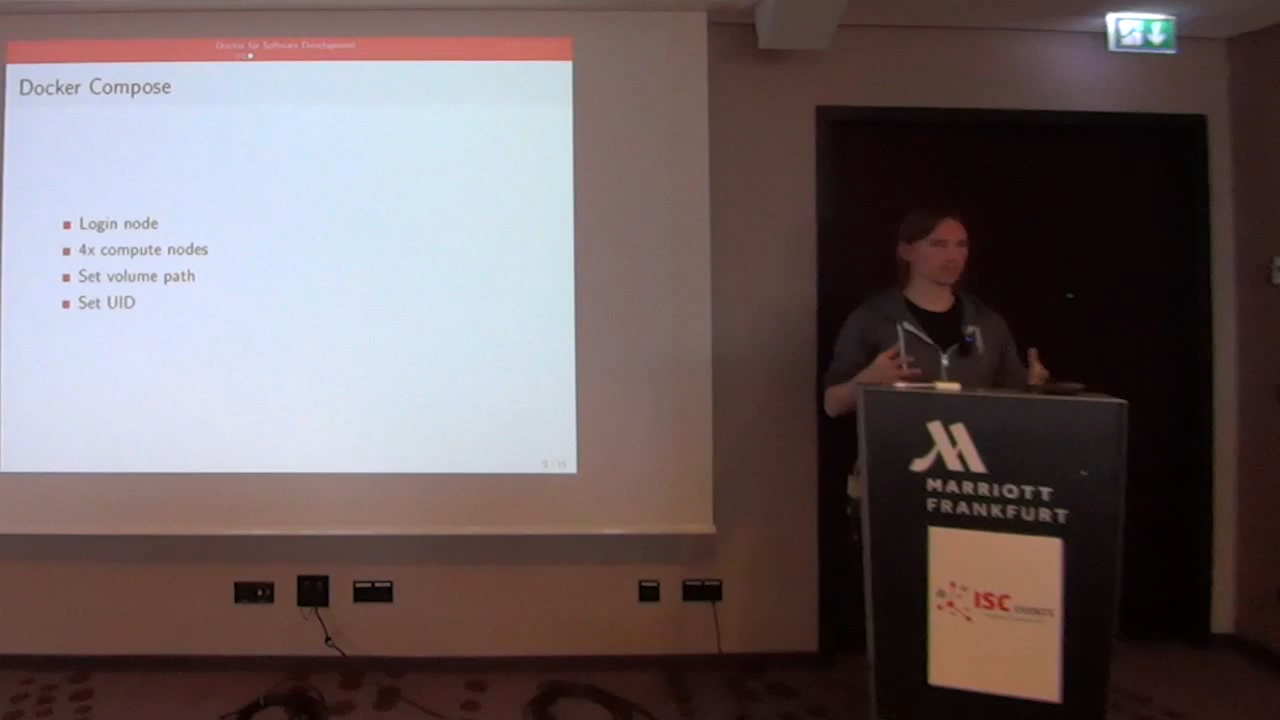 Docker for Software Development
Docker Compose
Login node
4x compute nodes
Set volume path
Set UID
MARRIOTT
FRANKFURT
ISC EVENTS